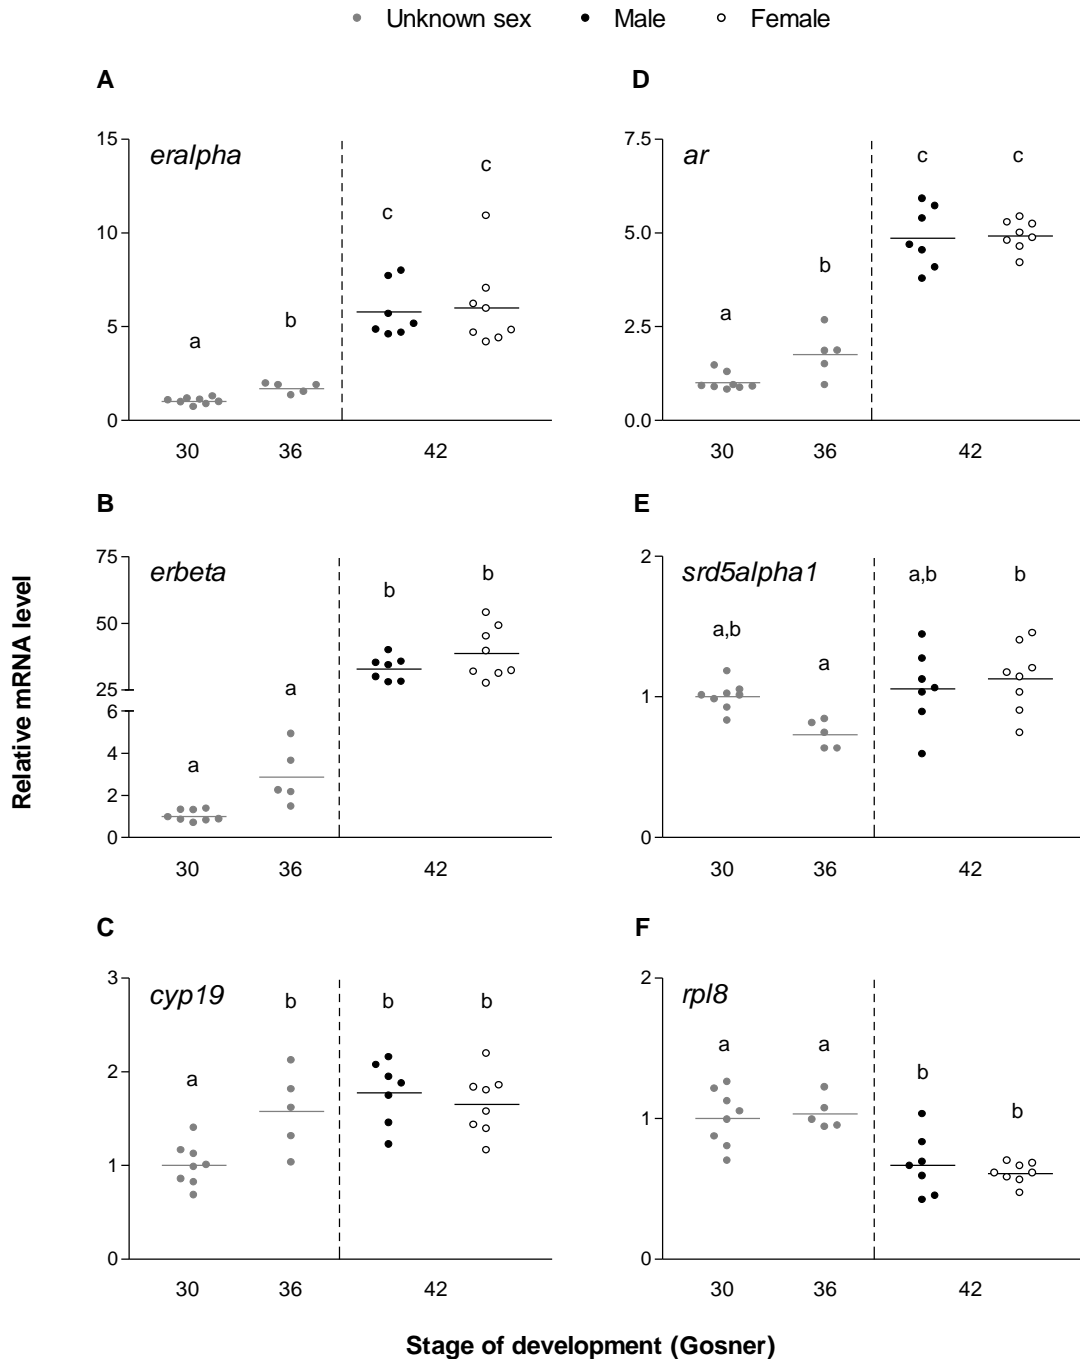 Unknown sex Male Female
A
15
eralpha
c
c
10
5
a
b
0
30 36 42
D
7.5
ar
c c
5.0
b
a
2.5
0.0
30 36 42
B
75
erbeta
b
b
50
25
a
6
4
a
2
0
30 36 42
E
2
srd5alpha1
a,b b
a,b
a
1
0
30 36 42
C
3
cyp19
b b b
2
a
1
0
30 36 42
F
2
rpl8
a a
b
b
1
0
30 36 42
Relative mRNA level
Stage of development (Gosner)